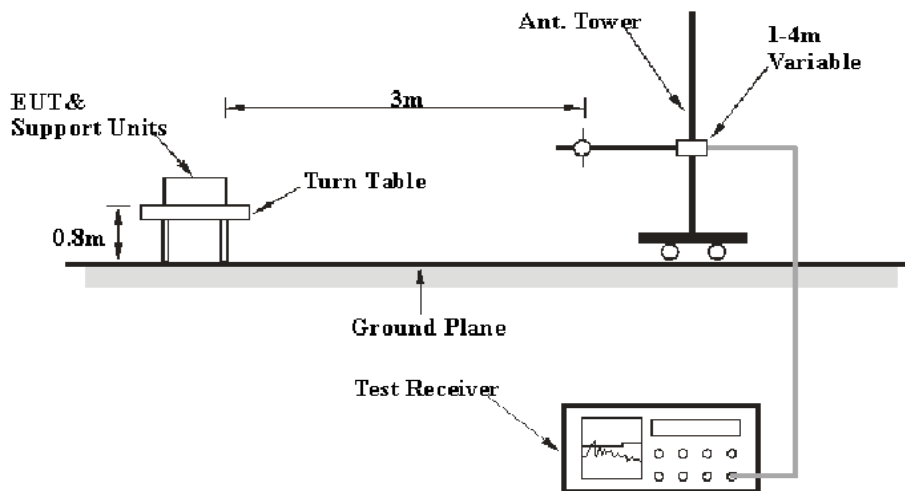 Ant. Tower
1-4m
Variable
3m
EUT &
Support Units
Turn Table
0.8m
Ground Plane
Test Receiver